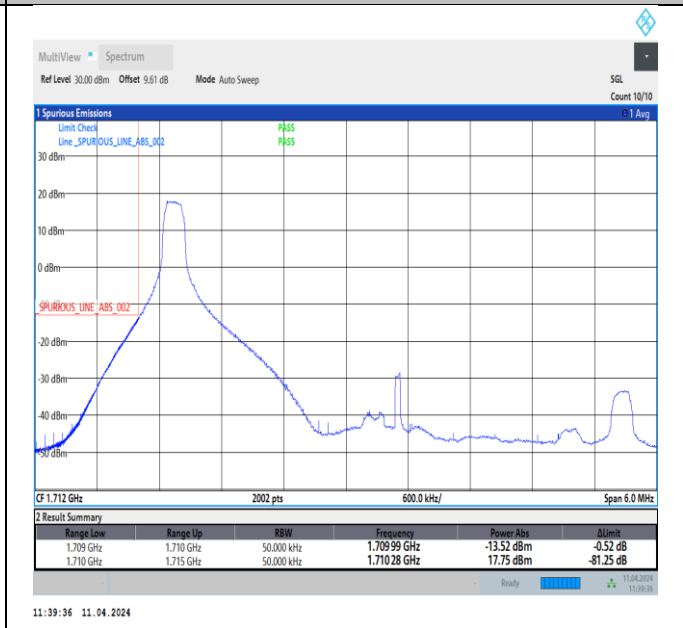 MultiView Spectrum
Ref Level 30.00 dBm Offset 9.61 dB Mode Auto Sweep SGL
Count 10/10
1 Spurious Emissions 1 Avg
Limit Check PASS
Line _SPURIOUS_LINE_ABS_002 PASS
30 dBm
20 dBm
10 dBm
0 dBm
_SPURIOUS_LINE_ABS_002
-20 dBm
-30 dBm
-40 dBm
-50 dBm
CF 1.712 GHz 2002 pts 600.0 kHz/ Span 6.0 MHz
2 Result Summary
Range Low Range Up RBW Frequency Power Abs ΔLimit
1.709 GHz 1.710 GHz 50.000 kHz 1.70999 GHz -13.52 dBm -0.52 dB
1.710 GHz 1.715 GHz 50.000 kHz 1.71028 GHz 17.75 dBm -81.25 dB
Ready 11.04.2024
11:39:36
11:39:36 11.04.2024